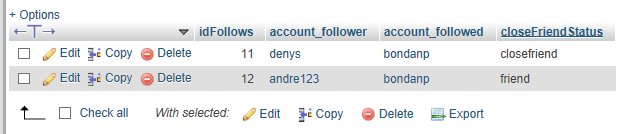 + Options
←T→ idFollows account_follower account_followed closeFriendStatus
Edit Copy Delete 11 denys bondanp closefriend
Edit Copy Delete 12 andre123 bondanp friend
Check all With selected: Edit Copy Delete Export